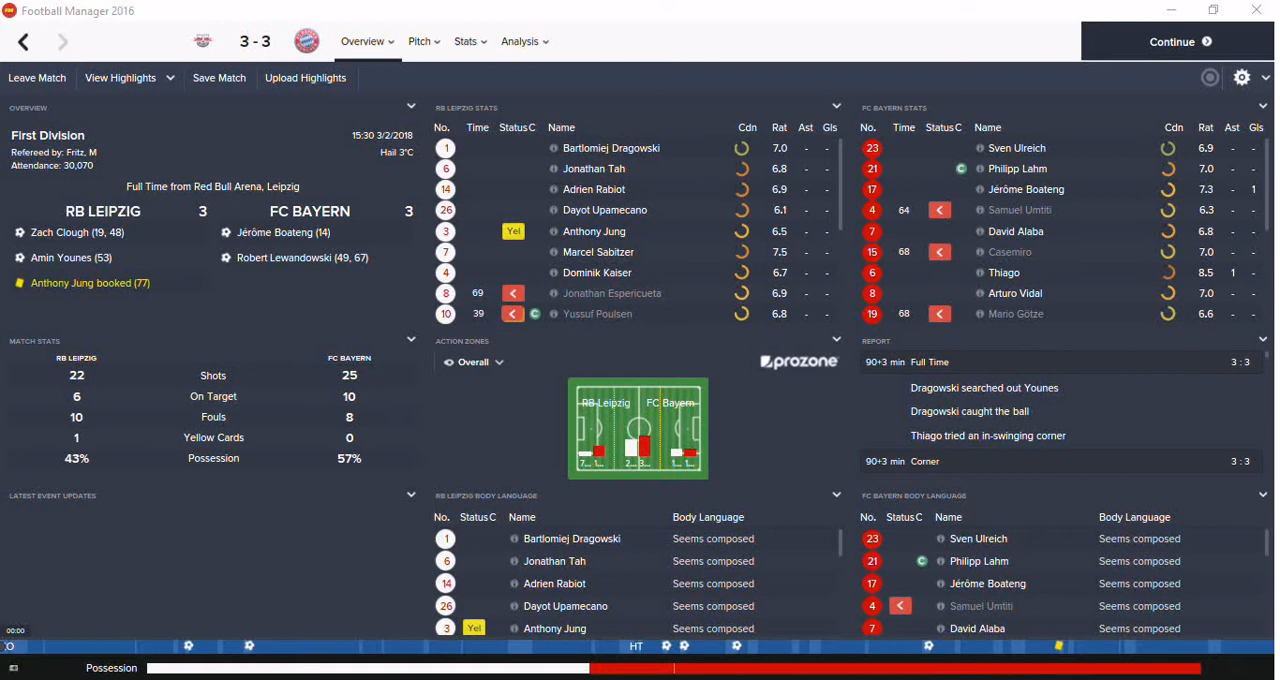 Football Manager 2016
3 - 3 Overview Pitch Stats Analysis Continue
Leave Match View Highlights Save Match Upload Highlights
OVERVIEW
First Division 15:30 3/2/2018
Refereed by: Fritz, M Hail 3°C
Attendance: 30,070
Full Time from Red Bull Arena, Leipzig
RB LEIPZIG 3 FC BAYERN 3
Zach Clough (19, 48) Jérôme Boateng (14)
Amin Younes (53) Robert Lewandowski (49, 67)
Anthony Jung booked (77)
RB LEIPZIG STATS
No. Time Status C Name Cdn Rat Ast Gls
1 Bartlomiej Dragowski 7.0 - -
6 Jonathan Tah 6.8 - -
14 Adrien Rabiot 6.9 - -
26 Dayot Upamecano 6.1 - -
3 Yel Anthony Jung 6.5 - -
7 Marcel Sabitzer 7.5 - -
4 Dominik Kaiser 6.7 - -
8 69 Jonathan Espericueta 6.9 - -
10 39 C Yussuf Poulsen 6.8 - -
FC BAYERN STATS
No. Time Status C Name Cdn Rat Ast Gls
23 Sven Ulreich 6.9 - -
21 C Philipp Lahm 7.0 - -
17 Jérôme Boateng 7.3 - 1
4 64 Samuel Umtiti 6.3 - -
7 David Alaba 6.8 - -
15 68 Casemiro 7.0 - -
6 Thiago 8.5 1 -
8 Arturo Vidal 7.0 - -
19 68 Mario Götze 6.6 - -
MATCH STATS
RB LEIPZIG FC BAYERN
22 Shots 25
6 On Target 10
10 Fouls 8
1 Yellow Cards 0
43% Possession 57%
ACTION ZONES
Overall prozone
RB Leipzig FC Bayern
7... 1... 2... 3... 1... 1...
REPORT
90+3 min Full Time 3 : 3
Dragowski searched out Younes
Dragowski caught the ball
Thiago tried an in-swinging corner
90+3 min Corner 3 : 3
LATEST EVENT UPDATES
RB LEIPZIG BODY LANGUAGE
No. Status C Name Body Language
1 Bartlomiej Dragowski Seems composed
6 Jonathan Tah Seems composed
14 Adrien Rabiot Seems composed
26 Dayot Upamecano Seems composed
3 Yel Anthony Jung Seems composed
FC BAYERN BODY LANGUAGE
No. Status C Name Body Language
23 Sven Ulreich Seems composed
21 C Philipp Lahm Seems composed
17 Jérôme Boateng Seems composed
4 Samuel Umtiti Seems composed
7 David Alaba Seems composed
00:00
HT
Possession